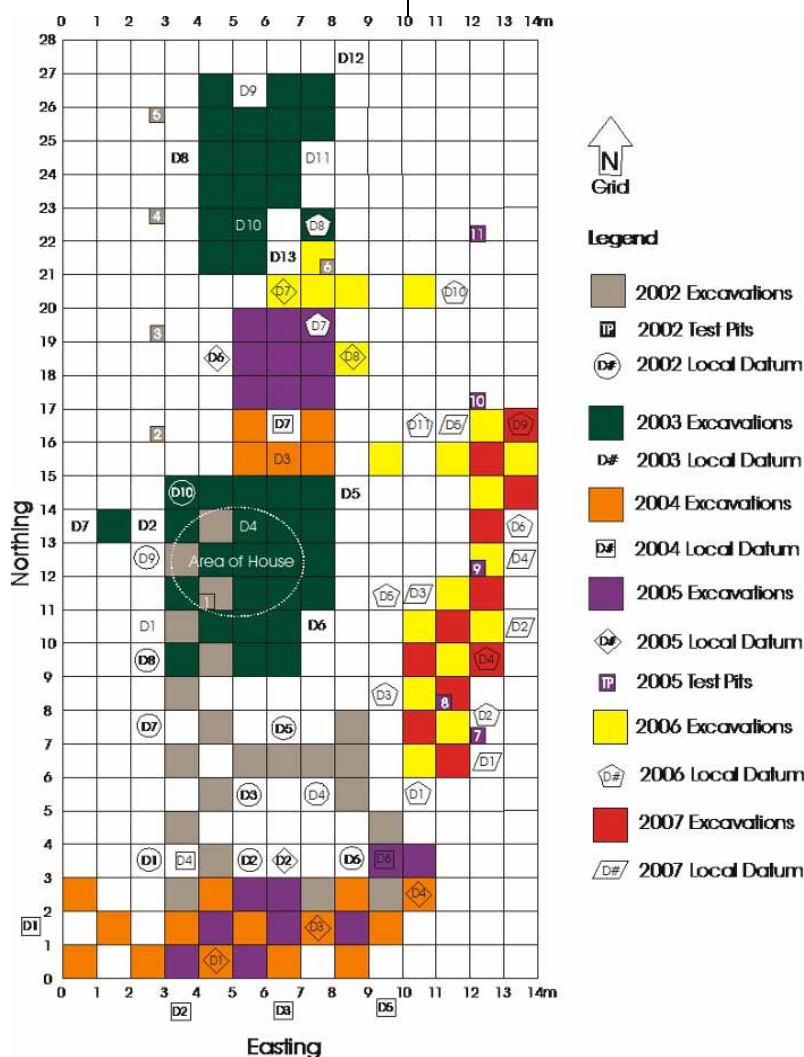 0 1 2 3 4 5 6 7 8 9 10 11 12 13 14m
28
D12
27
D9
26
5
25
D8 D11
24
23
4 D10 D8 11
22
D13
6
21
D7 D10
20
3 D7
19
D6 D8
18
10
17
2 D7 D11 D5 D9
16
D3
15
D10 D5
14
D7 D2 D4 D6
13
D9 Area of House 9 D4
12
1 D5 D3
11
D1 D6 D2
10
D8 D4
9
D3 8
8
D7 D5 D2 7
7
D1
6
D3 D4 D1
5
4
D1 D4 D2 D2 D6 D6
3
D4
2
D1 D3
1
D1
0
0 1 2 3 4 5 6 7 8 9 10 11 12 13 14m
D2 D3 D5
Easting
Northing
N
Grid
Legend
2002 Excavations
TP 2002 Test Pits
D# 2002 Local Datum
2003 Excavations
D# 2003 Local Datum
2004 Excavations
D# 2004 Local Datum
2005 Excavations
D# 2005 Local Datum
TP 2005 Test Pits
2006 Excavations
D# 2006 Local Datum
2007 Excavations
D# 2007 Local Datum